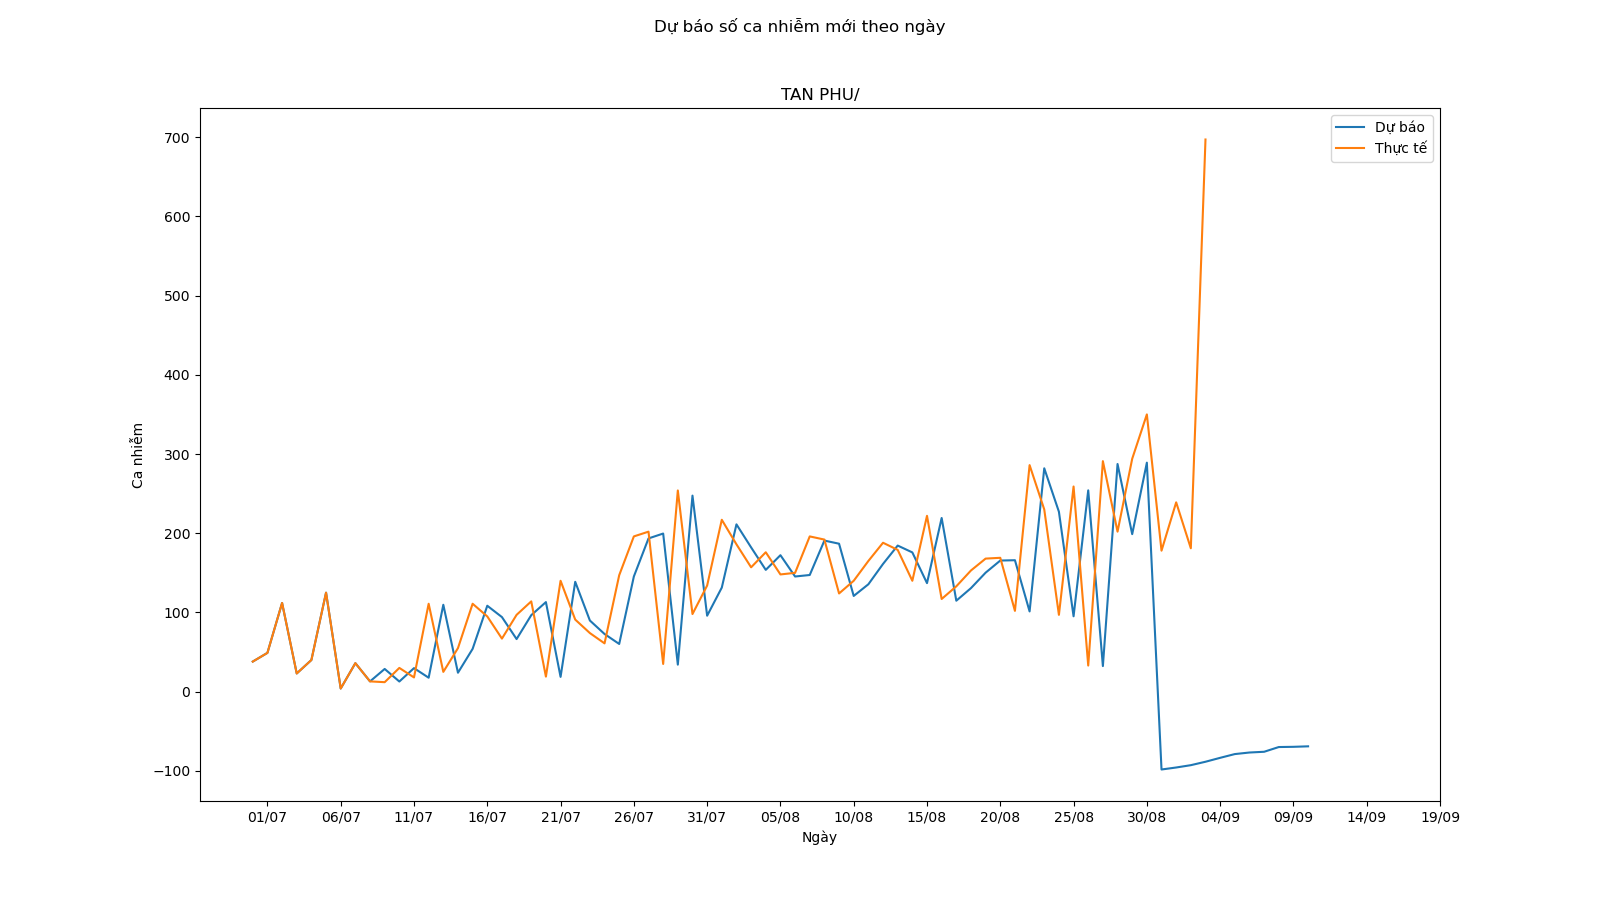 Dự báo số ca nhiễm mới theo ngày
TAN PHU/
Dự báo
Thực tế
700
600
500
400
300
200
100
0
−100
Ca nhiễm
01/07 06/07 11/07 16/07 21/07 26/07 31/07 05/08 10/08 15/08 20/08 25/08 30/08 04/09 09/09 14/09 19/09
Ngày